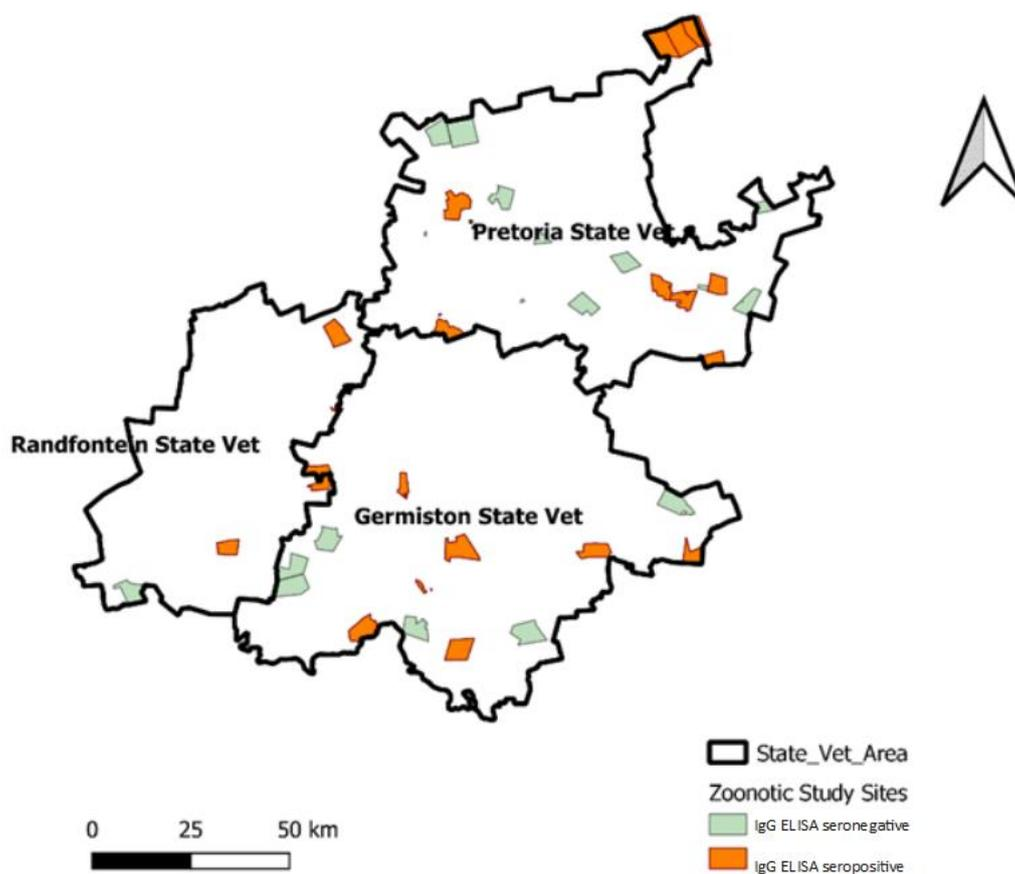 Pretoria State Vet
Randfontein State Vet
Germiston State Vet
State_Vet_Area
Zoonotic Study Sites
IgG ELISA seronegative
IgG ELISA seropositive
0 25 50 km